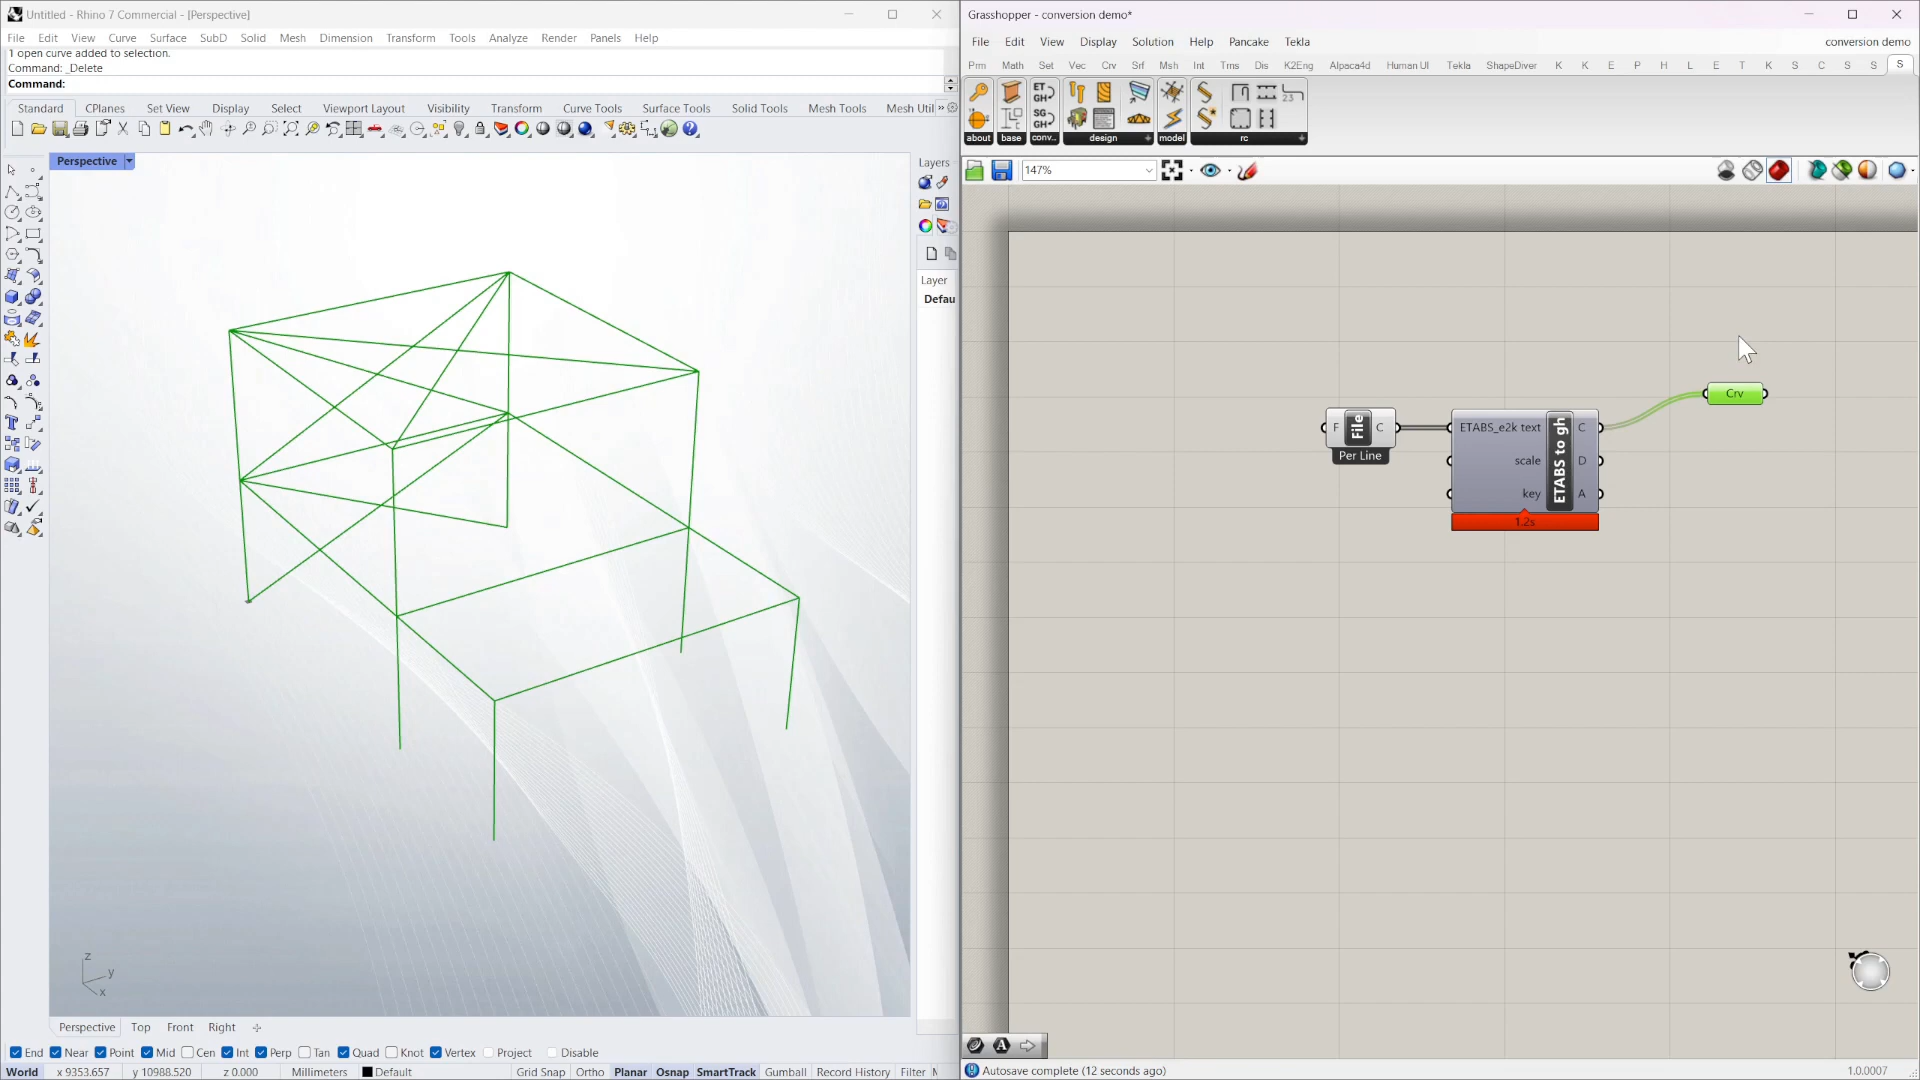 Untitled - Rhino 7 Commercial - [Perspective]
File Edit View Curve Surface SubD Solid Mesh Dimension Transform Tools Analyze Render Panels Help
1 open curve added to selection.
Command: _Delete
Command:
Standard CPlanes Set View Display Select Viewport Layout Visibility Transform Curve Tools Surface Tools Solid Tools Mesh Tools Mesh Util »
Perspective
Layers
Layer
Defau
z
y
x
Perspective Top Front Right
End Near Point Mid Cen Int Perp Tan Quad Knot Vertex Project Disable
World x 9353.657 y 10988.520 z 0.000 Millimeters Default Grid Snap Ortho Planar Osnap SmartTrack Gumball Record History Filter
Grasshopper - conversion demo*
File Edit View Display Solution Help Pancake Tekla conversion demo
Prm Math Set Vec Crv Srf Msh Int Trns Dis K2Eng Alpaca4d Human UI Tekla ShapeDiver K K E P H L E T K S C S S S
ET GH
SG GH
23
about base conv... design model rc
147%
Crv
F File C
Per Line
ETABS_e2k text
scale
key
ETABS to gh
C
D
A
1.2s
A
Autosave complete (12 seconds ago) 1.0.0007